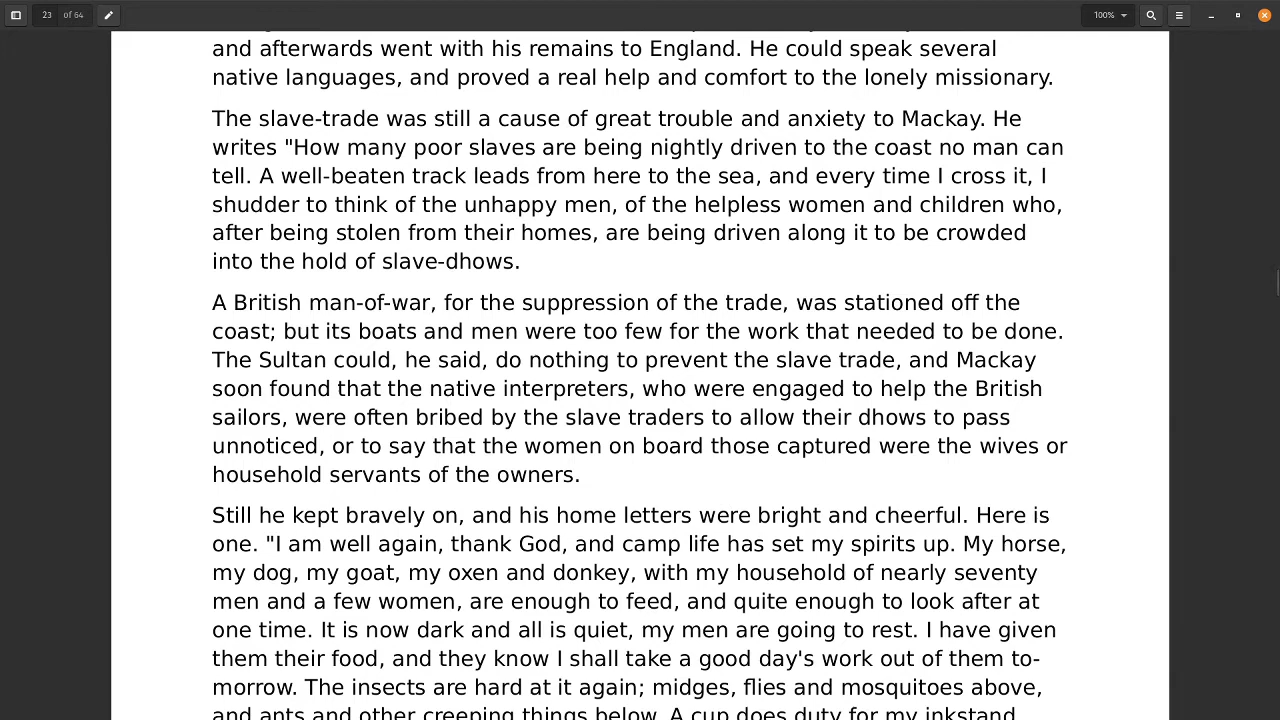 23 of 64
100%
and afterwards went with his remains to England. He could speak several
native languages, and proved a real help and comfort to the lonely missionary.
The slave-trade was still a cause of great trouble and anxiety to Mackay. He
writes "How many poor slaves are being nightly driven to the coast no man can
tell. A well-beaten track leads from here to the sea, and every time I cross it, I
shudder to think of the unhappy men, of the helpless women and children who,
after being stolen from their homes, are being driven along it to be crowded
into the hold of slave-dhows.
A British man-of-war, for the suppression of the trade, was stationed off the
coast; but its boats and men were too few for the work that needed to be done.
The Sultan could, he said, do nothing to prevent the slave trade, and Mackay
soon found that the native interpreters, who were engaged to help the British
sailors, were often bribed by the slave traders to allow their dhows to pass
unnoticed, or to say that the women on board those captured were the wives or
household servants of the owners.
Still he kept bravely on, and his home letters were bright and cheerful. Here is
one. "I am well again, thank God, and camp life has set my spirits up. My horse,
my dog, my goat, my oxen and donkey, with my household of nearly seventy
men and a few women, are enough to feed, and quite enough to look after at
one time. It is now dark and all is quiet, my men are going to rest. I have given
them their food, and they know I shall take a good day's work out of them to-
morrow. The insects are hard at it again; midges, flies and mosquitoes above,
and ants and other creeping things below. A cup does duty for my inkstand